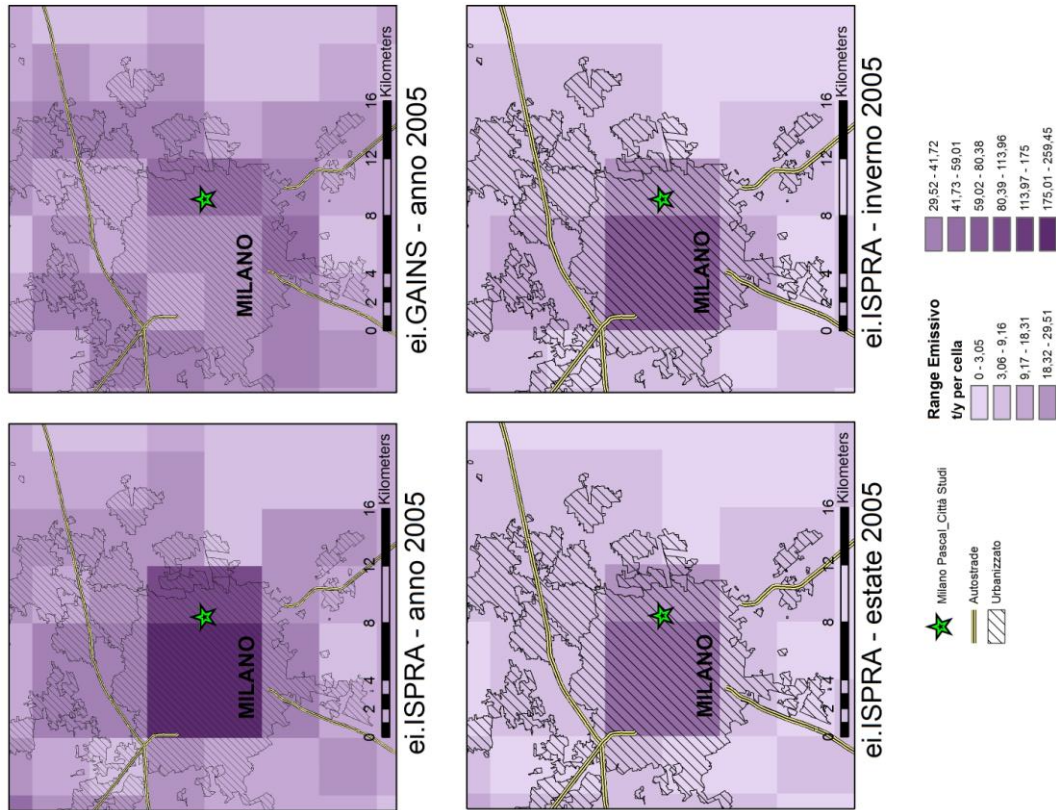 MILANO
0 2 4 8 12 16
Kilometers
ei.ISPRA - anno 2005
MILANO
0 2 4 8 12 16
Kilometers
ei.GAINS - anno 2005
MILANO
0 2 4 8 12 16
Kilometers
ei.ISPRA - estate 2005
MILANO
0 2 4 8 12 16
Kilometers
ei.ISPRA - inverno 2005
Milano Pascal_Città Studi
Autostrade
Urbanizzato
Range Emissivo
t/y per cella
0 - 3,05
3,06 - 9,16
9,17 - 18,31
18,32 - 29,51
29,52 - 41,72
41,73 - 59,01
59,02 - 80,38
80,39 - 113,96
113,97 - 175
175,01 - 259,45